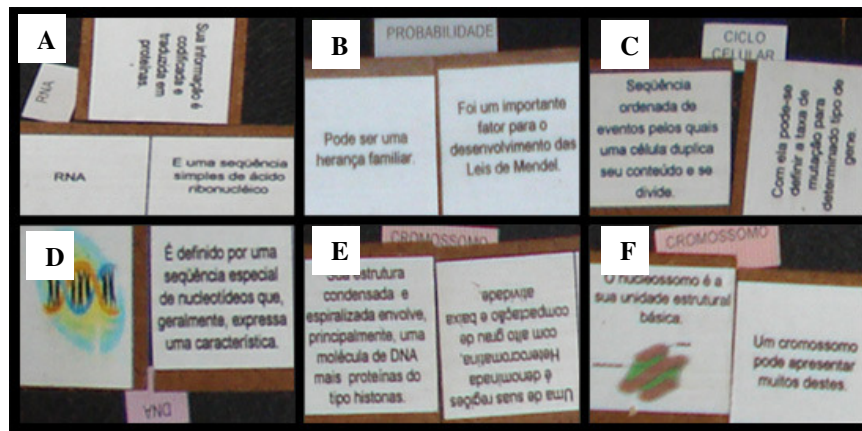 A
RNA
Sua informação é
codificada e
traduzida em
proteínas.
RNA
E uma seqüência
simples de ácido
ribonucléico
B
PROBABILIDADE
Pode ser uma
herança familiar.
Foi um importante
fator para o
desenvolvimento das
Leis de Mendel.
C
CICLO
CELULAR
Seqüência
ordenada de
eventos pelos quais
uma célula duplica
seu conteúdo e se
divide.
Com ela pode-se
definir a taxa de
mutação para
determinado tipo de
gene.
D
É definido por uma
seqüência especial
de nucleotídeos que,
geralmente, expressa
uma característica.
DNA
E
CROMOSSOMO
Sua estrutura
condensada e
espiralizada envolve,
principalmente, uma
molécula de DNA
mais proteínas do
tipo histonas.
Uma de suas regiões
é denominada
Heterocromatina,
com alto grau de
compactação e baixa
atividade.
F
CROMOSSOMO
O nucleossomo é a
sua unidade estrutural
básica.
Um cromossomo
pode apresentar
muitos destes.